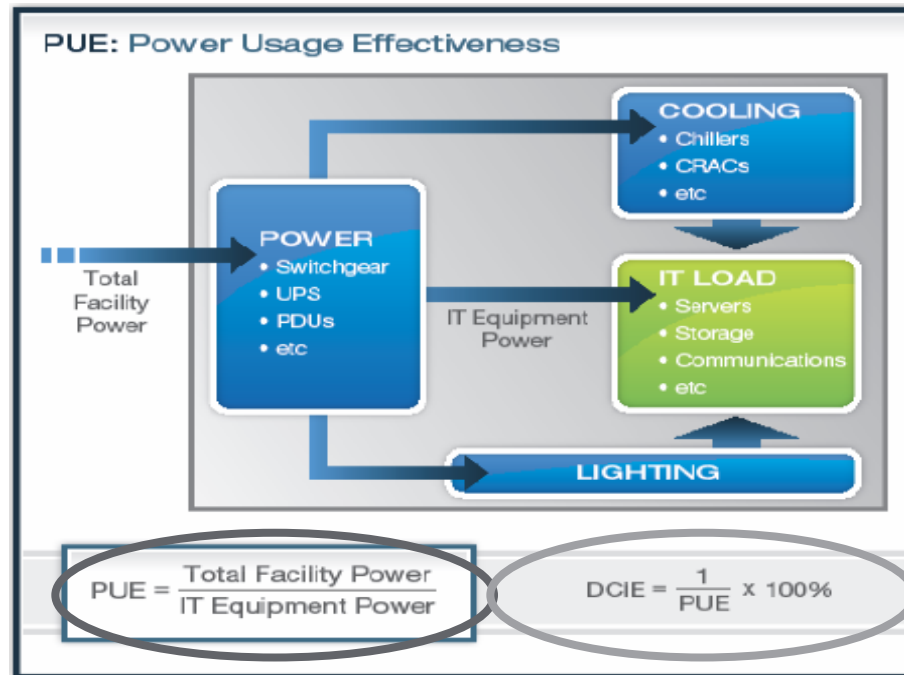 PUE: Power Usage Effectiveness
COOLING
• Chillers
• CRACs
• etc
POWER
• Switchgear
• UPS
• PDUs
• etc
Total
Facility
Power
IT Equipment
Power
IT LOAD
• Servers
• Storage
• Communications
• etc
LIGHTING
PUE = Total Facility Power / IT Equipment Power
DCIE = 1 / PUE x 100%